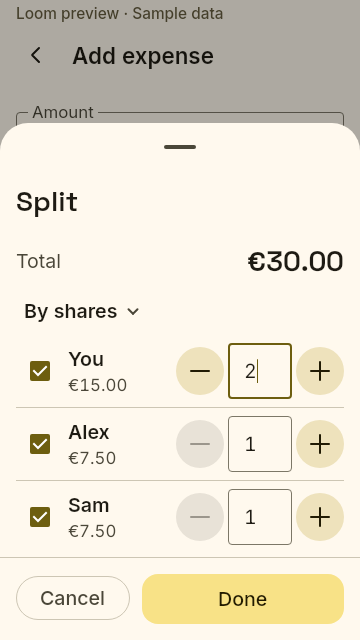 Loom preview · Sample data
Add expense
Amount
Split
Total €30.00
By shares
You
€15.00
2
Alex
€7.50
1
Sam
€7.50
1
Cancel Done